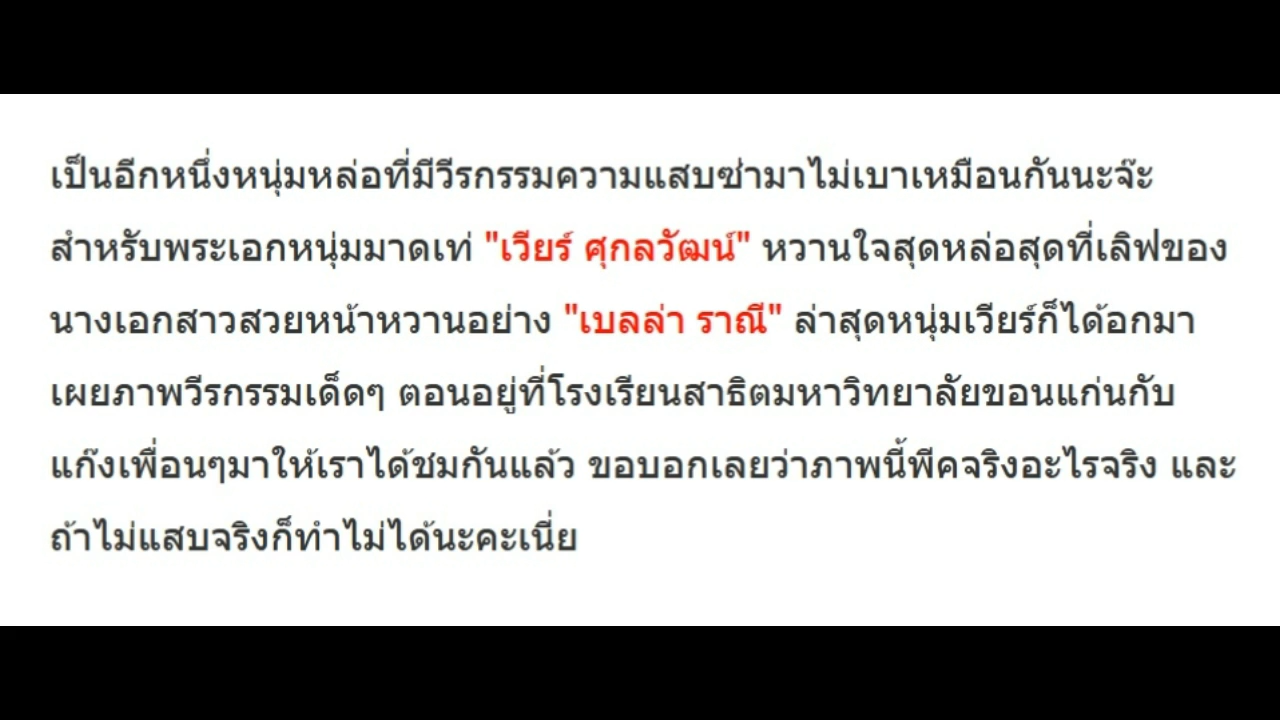 เป็นอีกหนึ่งหนุ่มหล่อที่มีวีรกรรมความแสบซ่ามาไม่เบาเหมือนกันนะจ๊ะ
สำหรับพระเอกหนุ่มมาดเท่ "เวียร์ ศุกลวัฒน์" หวานใจสุดหล่อสุดที่เลิฟของ
นางเอกสาวสวยหน้าหวานอย่าง "เบลล่า ราณี" ล่าสุดหนุ่มเวียร์ก็ได้อกมา
เผยภาพวีรกรรมเด็ดๆ ตอนอยู่ที่โรงเรียนสาธิตมหาวิทยาลัยขอนแก่นกับ
แก๊งเพื่อนๆมาให้เราได้ชมกันแล้ว ขอบอกเลยว่าภาพนี้พีคจริงอะไรจริง และ
ถ้าไม่แสบจริงก็ทำไม่ได้นะคะเนี่ย